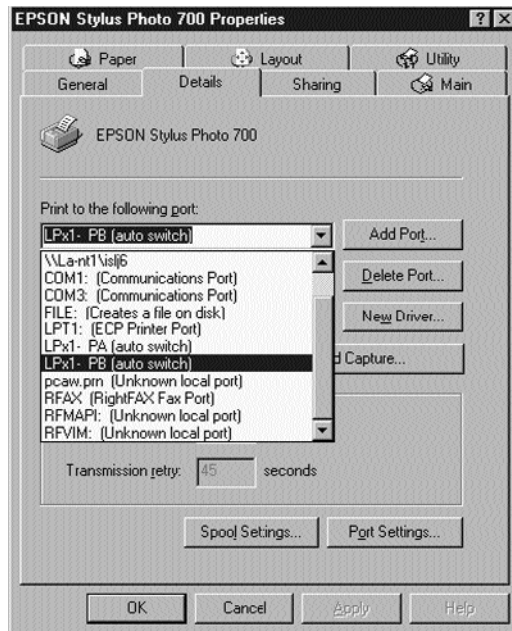 EPSON Stylus Photo 700 Properties
Paper
Layout
Utility
General
Details
Sharing
Main
EPSON Stylus Photo 700
Print to the following port:
LPx1- PB (auto switch)
Add Port...
\\La-nt1\islj6
COM1: (Communications Port)
COM3: (Communications Port)
FILE: (Creates a file on disk)
LPT1: (ECP Printer Port)
LPx1- PA (auto switch)
LPx1- PB (auto switch)
pcaw.prn (Unknown local port)
RFAX (RightFAX Fax Port)
RFMAPI: (Unknown local port)
RFVIM: (Unknown local port)
Delete Port...
New Driver...
Capture...
Transmission retry: 45 seconds
Spool Settings...
Port Settings...
OK
Cancel
Apply
Help